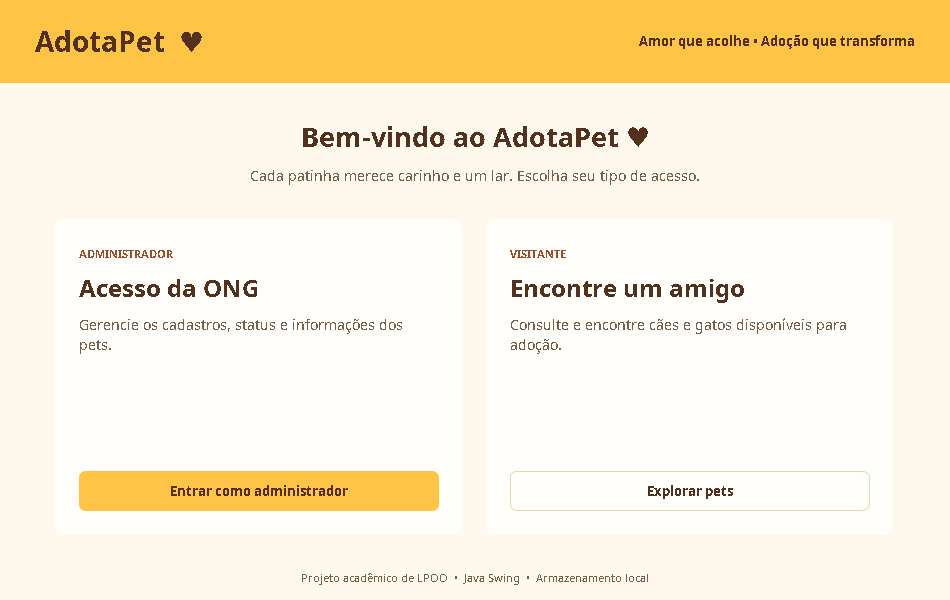 AdotaPet ♥
Amor que acolhe • Adoção que transforma
Bem-vindo ao AdotaPet ♥
Cada patinha merece carinho e um lar. Escolha seu tipo de acesso.
ADMINISTRADOR
Acesso da ONG
Gerencie os cadastros, status e informações dos
pets.
Entrar como administrador
VISITANTE
Encontre um amigo
Consulte e encontre cães e gatos disponíveis para
adoção.
Explorar pets
Projeto acadêmico de LPOO • Java Swing • Armazenamento local